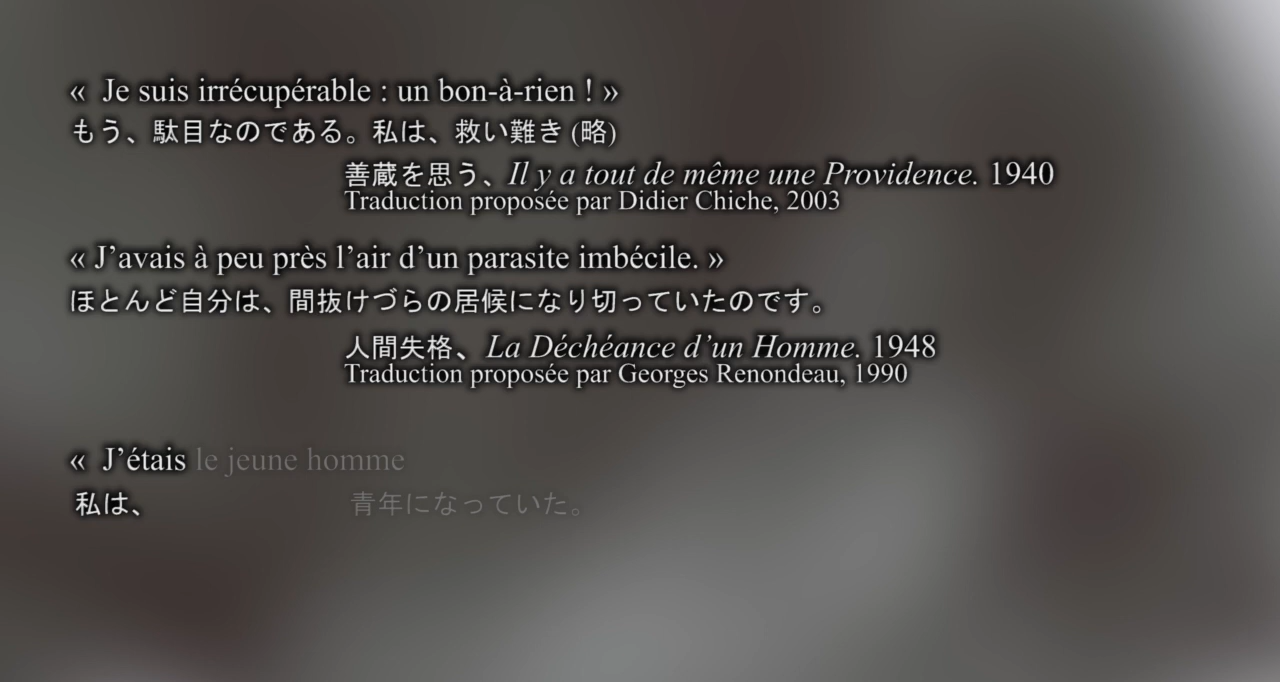 « Je suis irrécupérable : un bon-à-rien ! »
もう、駄目なのである。私は、救い難き (略)
善蔵を思う、Il y a tout de même une Providence. 1940
Traduction proposée par Didier Chiche, 2003
« J’avais à peu près l’air d’un parasite imbécile. »
ほとんど自分は、間抜けづらの居候になり切っていたのです。
人間失格、La Déchéance d’un Homme. 1948
Traduction proposée par Georges Renondeau, 1990
« J’étais le jeune homme
私は、 青年になっていた。